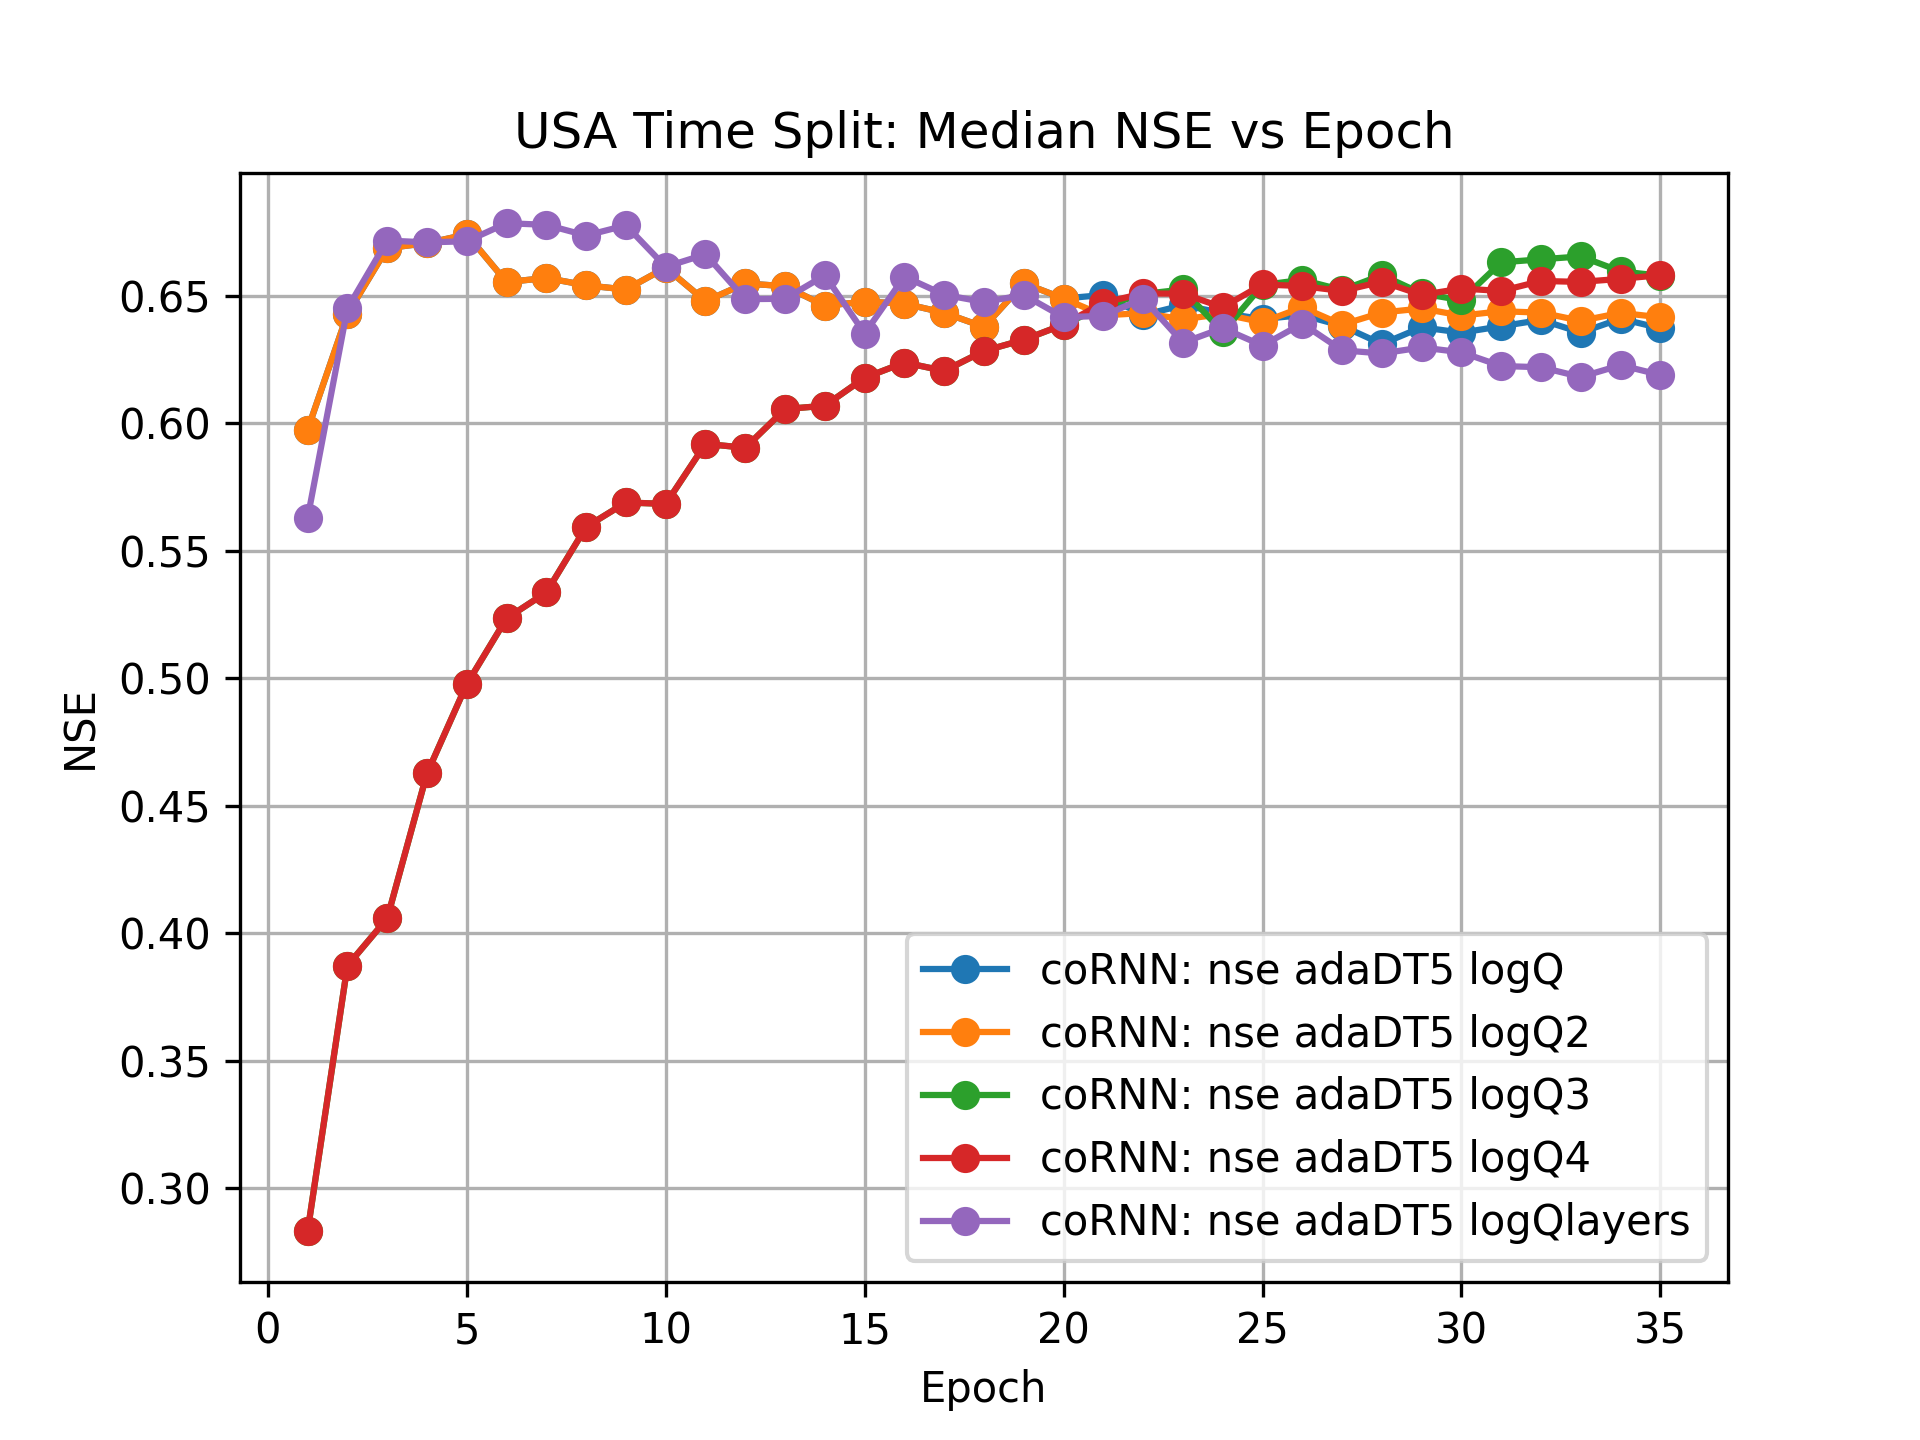 USA Time Split: Median NSE vs Epoch
NSE
0.65
0.60
0.55
0.50
0.45
0.40
0.35
0.30
coRNN: nse adaDT5 logQ
coRNN: nse adaDT5 logQ2
coRNN: nse adaDT5 logQ3
coRNN: nse adaDT5 logQ4
coRNN: nse adaDT5 logQlayers
0 5 10 15 20 25 30 35
Epoch